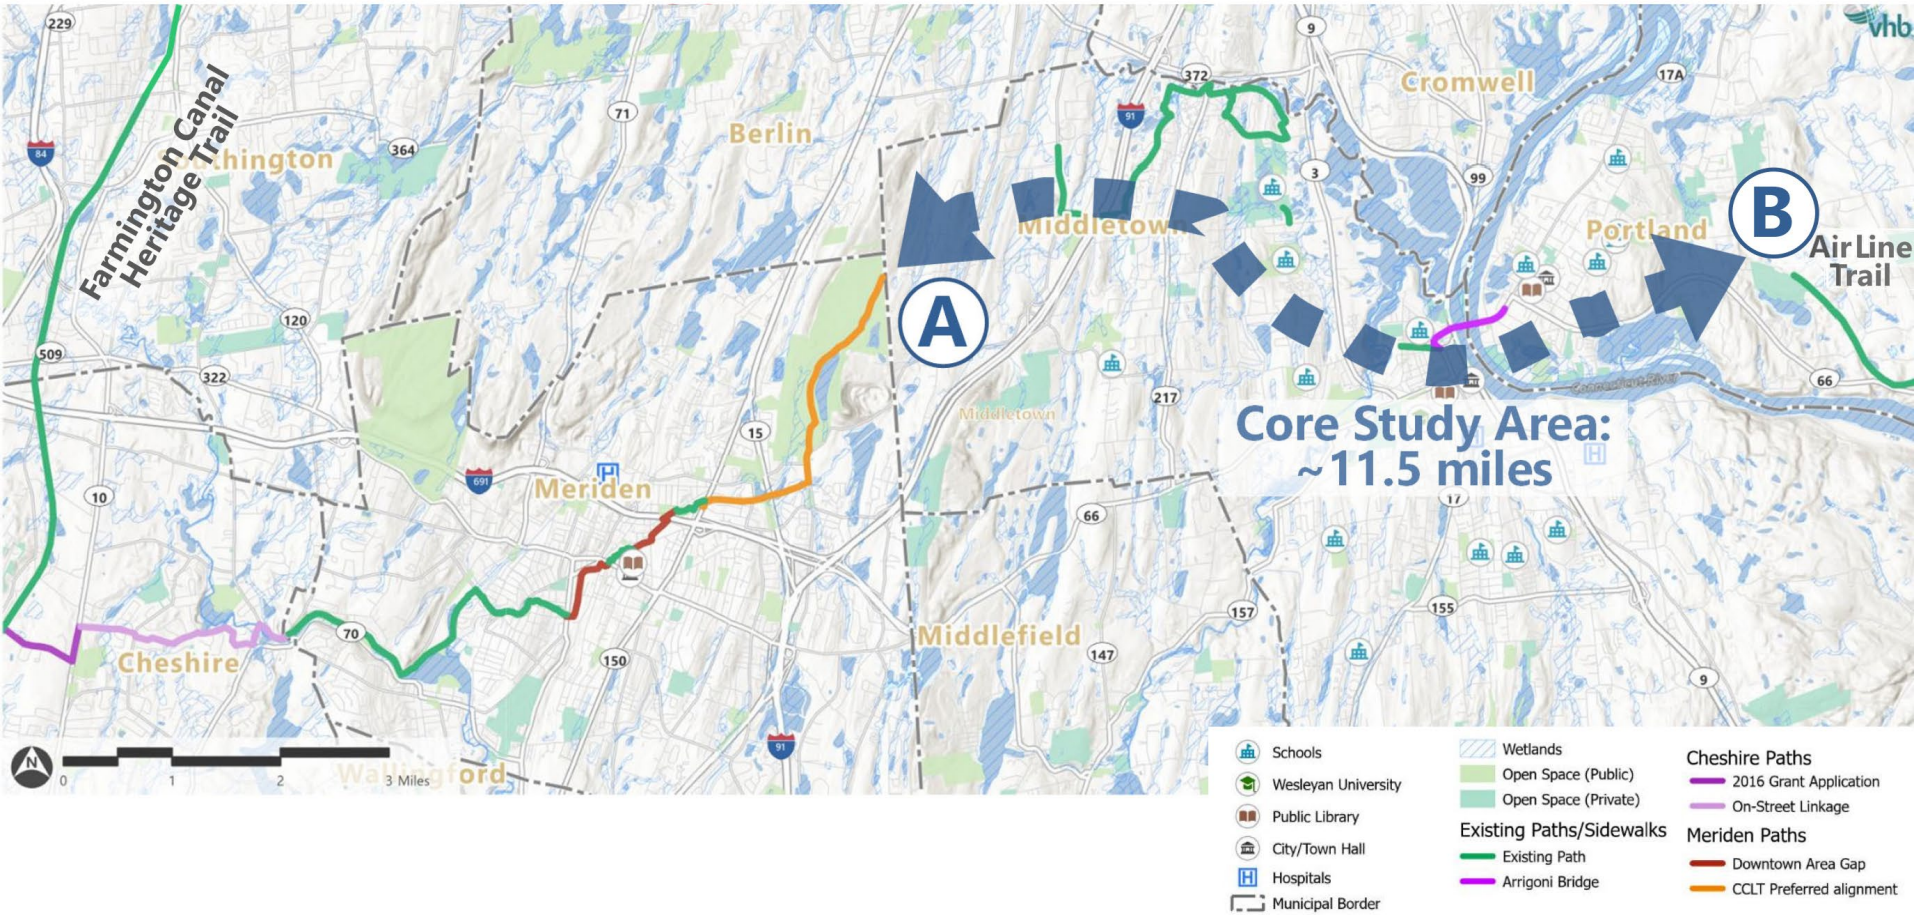 229
9
vhb
372
17A
Cromwell
71
91
Berlin
84
364
Southington
Farmington Canal
Heritage Trail
3
99
B
Portland
Middletown
Air Line
Trail
A
120
509
322
66
Connecticut River
217
Middletown
15
Core Study Area:
~11.5 miles
H
H
691
Meriden
10
17
66
155
157
70
Middlefield
147
150
Cheshire
9
91
N
Wallingford
0
1
2
3 Miles
Schools
Wesleyan University
Public Library
City/Town Hall
H
Hospitals
Municipal Border
Wetlands
Open Space (Public)
Open Space (Private)
Existing Paths/Sidewalks
Existing Path
Arrigoni Bridge
Cheshire Paths
2016 Grant Application
On-Street Linkage
Meriden Paths
Downtown Area Gap
CCLT Preferred alignment